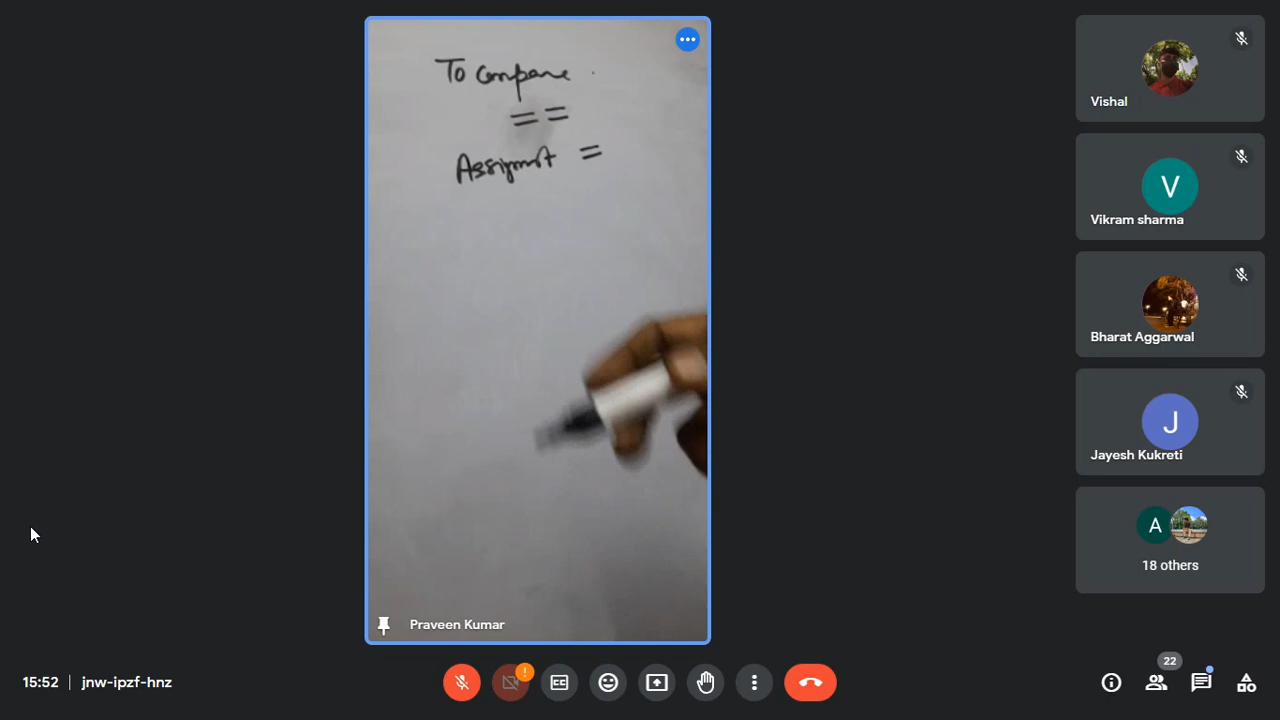 To compare
==
Assignment =
Praveen Kumar
Vishal
V
Vikram sharma
Bharat Aggarwal
J
Jayesh Kukreti
A
18 others
15:52 | jnw-ipzf-hnz
22